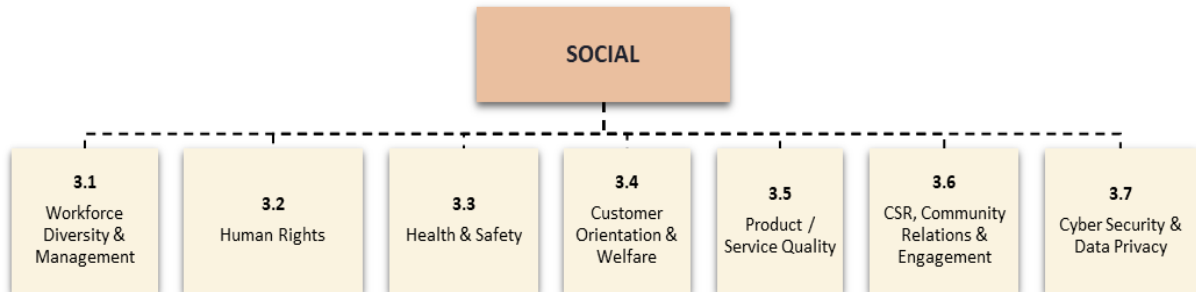 SOCIAL
3.1
Workforce
Diversity &
Management
3.2
Human Rights
3.3
Health & Safety
3.4
Customer
Orientation &
Welfare
3.5
Product /
Service Quality
3.6
CSR, Community
Relations &
Engagement
3.7
Cyber Security &
Data Privacy